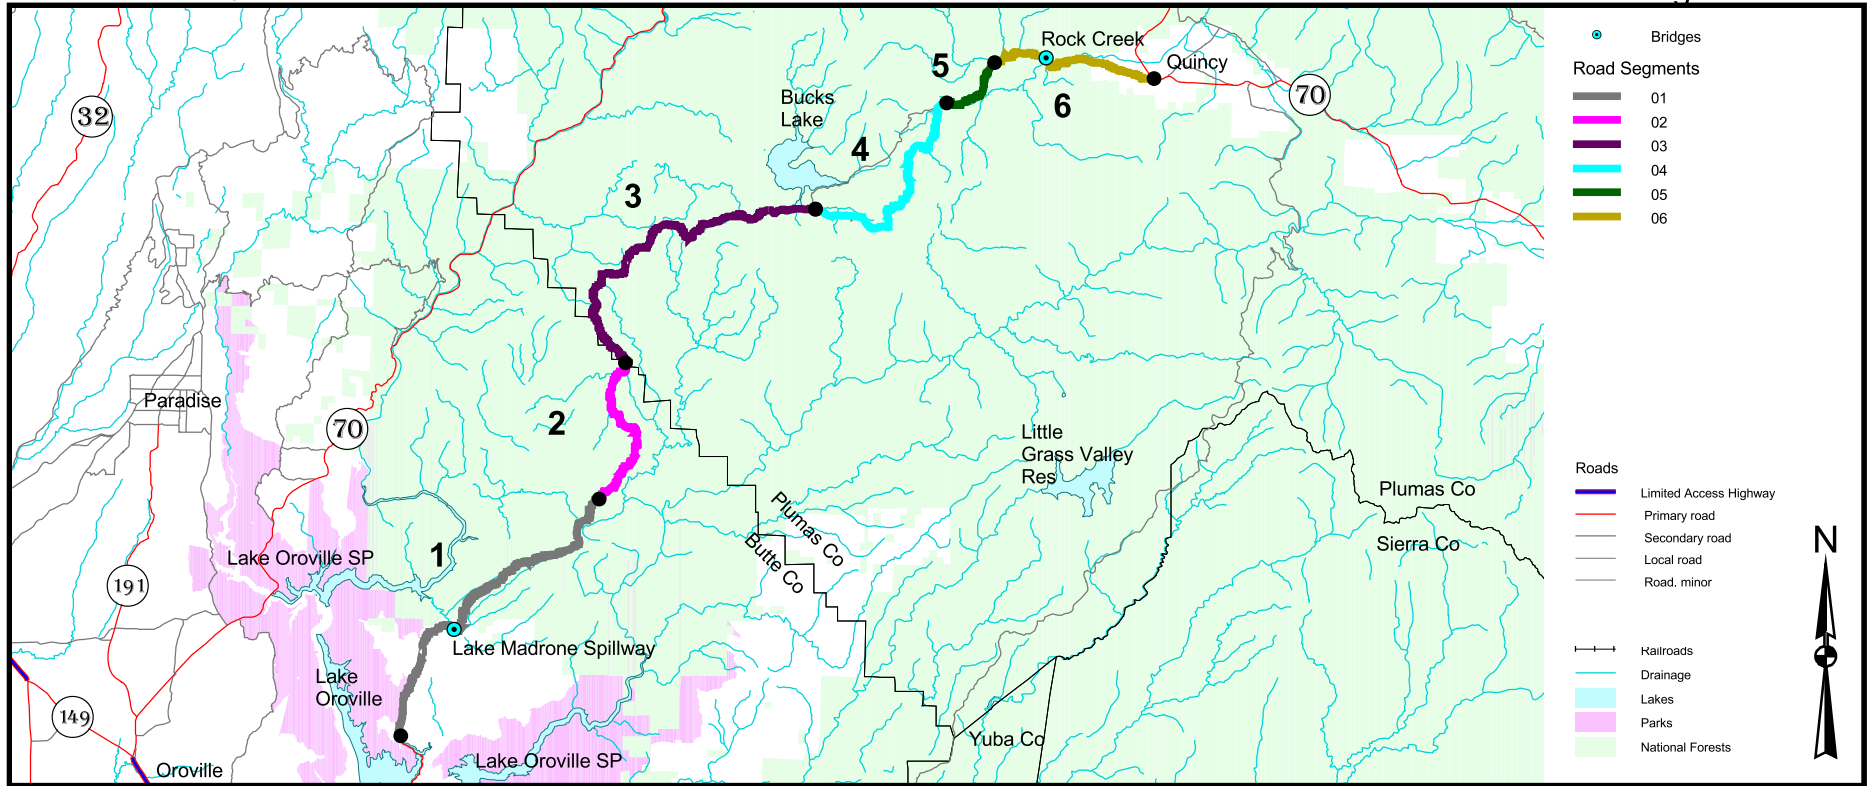 Rock Creek
Quincy
5
6
70
Bucks
Lake
4
32
3
Paradise
70
2
Little
Grass Valley
Res
Plumas Co
Butte Co
Plumas Co
Sierra Co
1
Lake Oroville SP
191
Lake Madrone Spillway
Lake
Oroville
149
Yuba Co
Lake Oroville SP
Oroville
Bridges
Road Segments
01
02
03
04
05
06
Roads
Limited Access Highway
Primary road
Secondary road
Local road
Road, minor
Railroads
Drainage
Lakes
Parks
National Forests
N